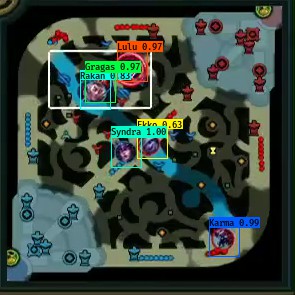 Lulu 0.97
Gragas 0.97
Rakan 0.83
Ekko 0.63
Syndra 1.00
Karma 0.99